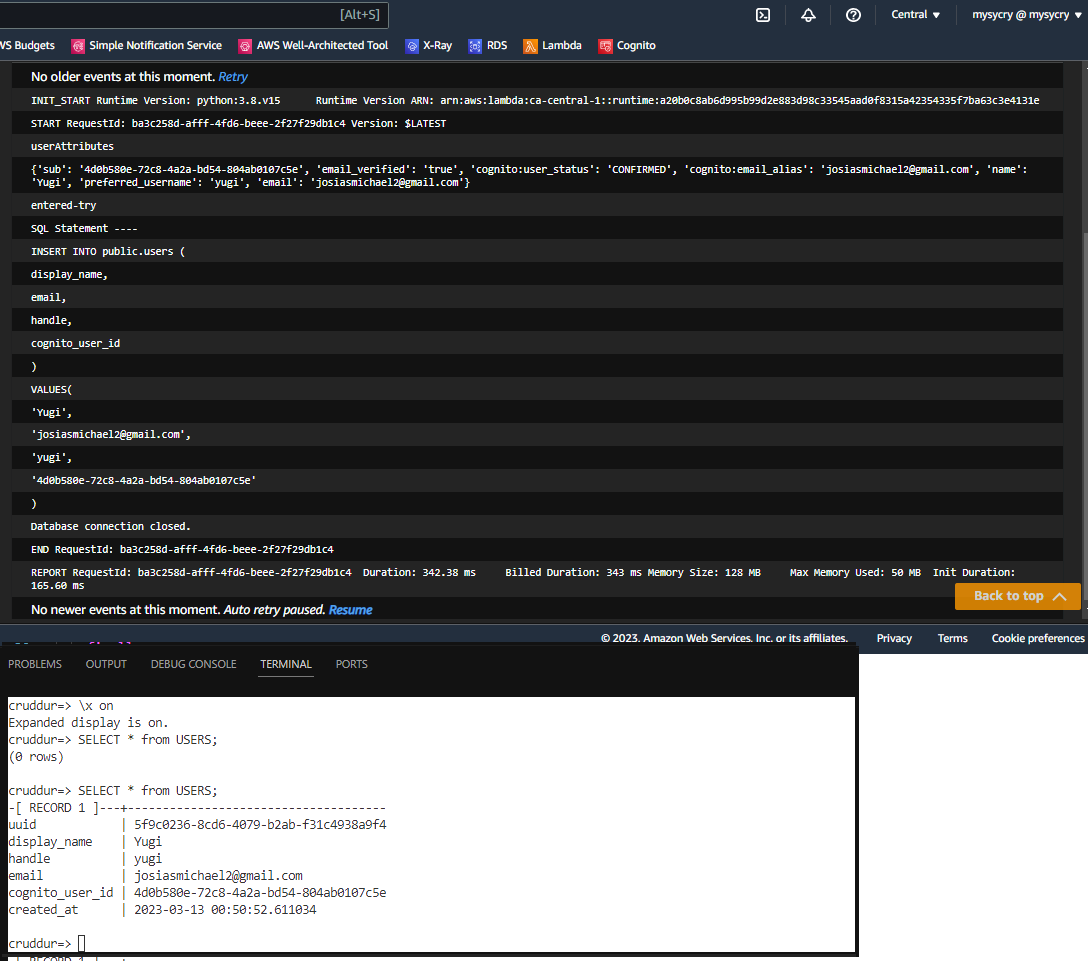 [Alt+S]
Central
mysycry @ mysycry
WS Budgets
Simple Notification Service
AWS Well-Architected Tool
X-Ray
RDS
Lambda
Cognito
No older events at this moment. Retry
INIT_START Runtime Version: python:3.8.v15 Runtime Version ARN: arn:aws:lambda:ca-central-1::runtime:a20b0c8ab6d995b99d2e883d98c33545aad0f8315a42354335f7ba63c3e4131e
START RequestId: ba3c258d-afff-4fd6-beee-2f27f29db1c4 Version: $LATEST
userAttributes
{'sub': '4d0b580e-72c8-4a2a-bd54-804ab0107c5e', 'email_verified': 'true', 'cognito:user_status': 'CONFIRMED', 'cognito:email_alias': 'josiasmichael2@gmail.com', 'name':
'Yugi', 'preferred_username': 'yugi', 'email': 'josiasmichael2@gmail.com'}
entered-try
SQL Statement ----
INSERT INTO public.users (
display_name,
email,
handle,
cognito_user_id
)
VALUES(
'Yugi',
'josiasmichael2@gmail.com',
'yugi',
'4d0b580e-72c8-4a2a-bd54-804ab0107c5e'
)
Database connection closed.
END RequestId: ba3c258d-afff-4fd6-beee-2f27f29db1c4
REPORT RequestId: ba3c258d-afff-4fd6-beee-2f27f29db1c4 Duration: 342.38 ms Billed Duration: 343 ms Memory Size: 128 MB Max Memory Used: 50 MB Init Duration:
165.60 ms
Back to top
No newer events at this moment. Auto retry paused. Resume
© 2023, Amazon Web Services, Inc. or its affiliates.
Privacy
Terms
Cookie preferences
PROBLEMS
OUTPUT
DEBUG CONSOLE
TERMINAL
PORTS
cruddur=> \x on
Expanded display is on.
cruddur=> SELECT * from USERS;
(0 rows)
cruddur=> SELECT * from USERS;
-[ RECORD 1 ]---+-------------------------------------
uuid | 5f9c0236-8cd6-4079-b2ab-f31c4938a9f4
display_name | Yugi
handle | yugi
email | josiasmichael2@gmail.com
cognito_user_id | 4d0b580e-72c8-4a2a-bd54-804ab0107c5e
created_at | 2023-03-13 00:50:52.611034
cruddur=>